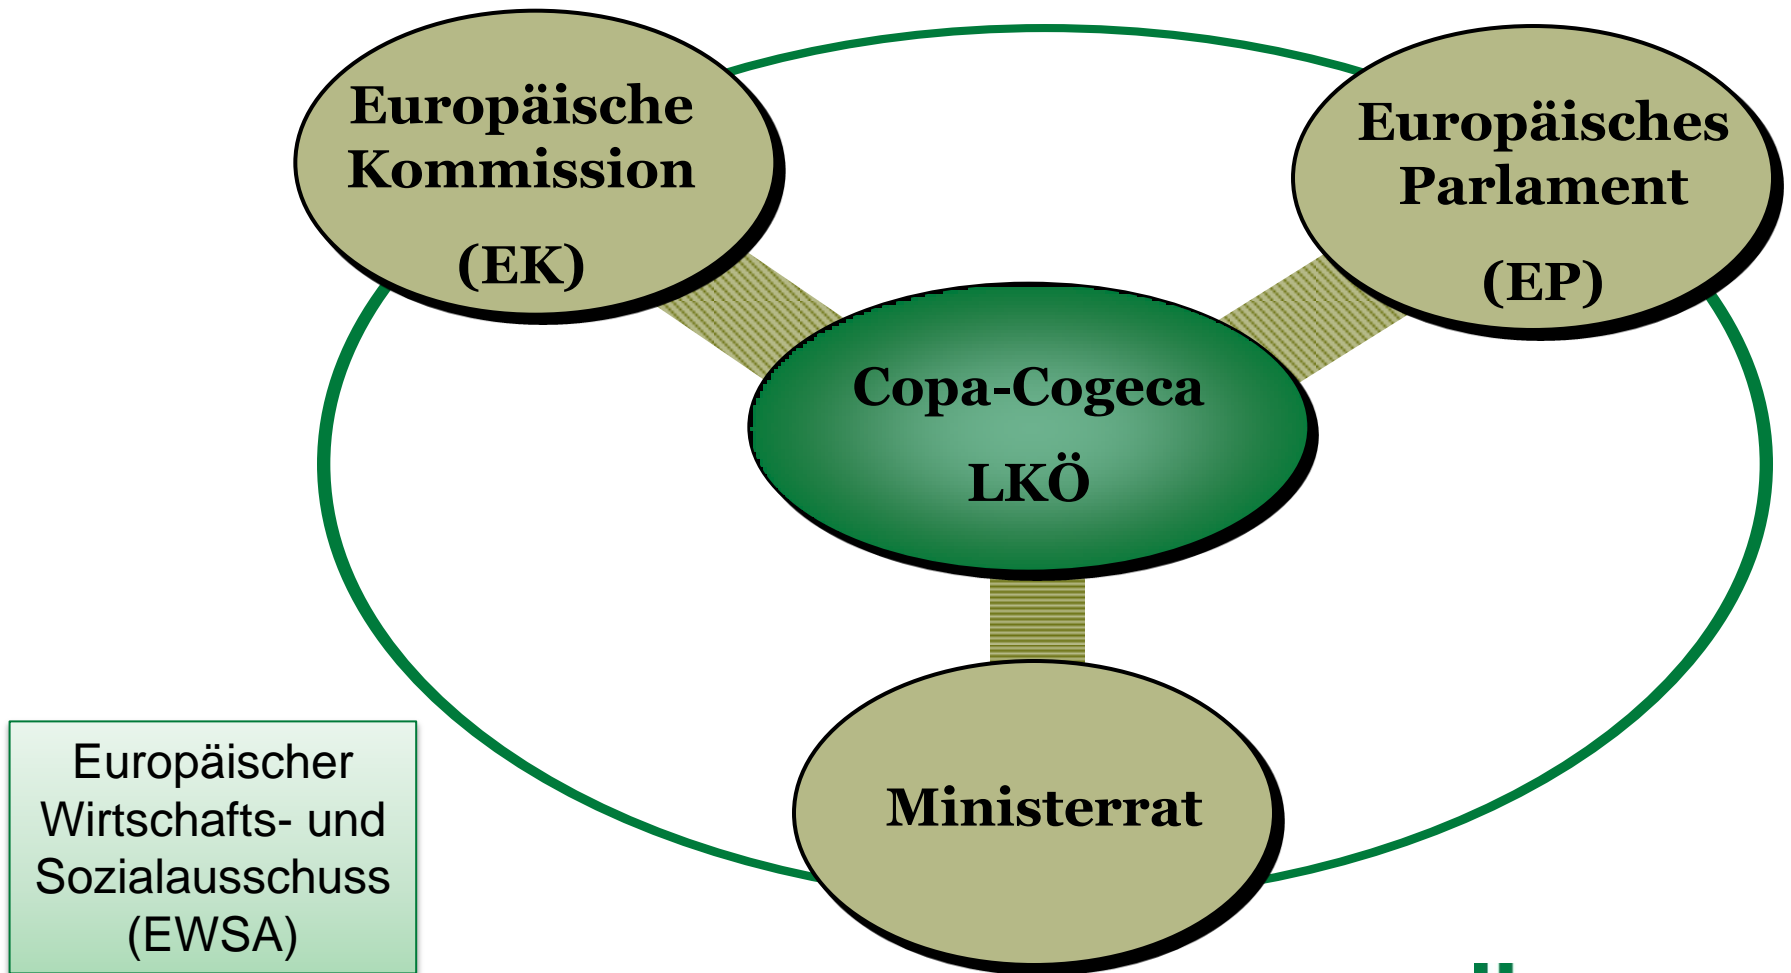 Europäische
Kommission
(EK)
Europäisches
Parlament
(EP)
Copa-Cogeca
LKÖ
Ministerrat
Europäischer
Wirtschafts- und
Sozialausschuss
(EWSA)